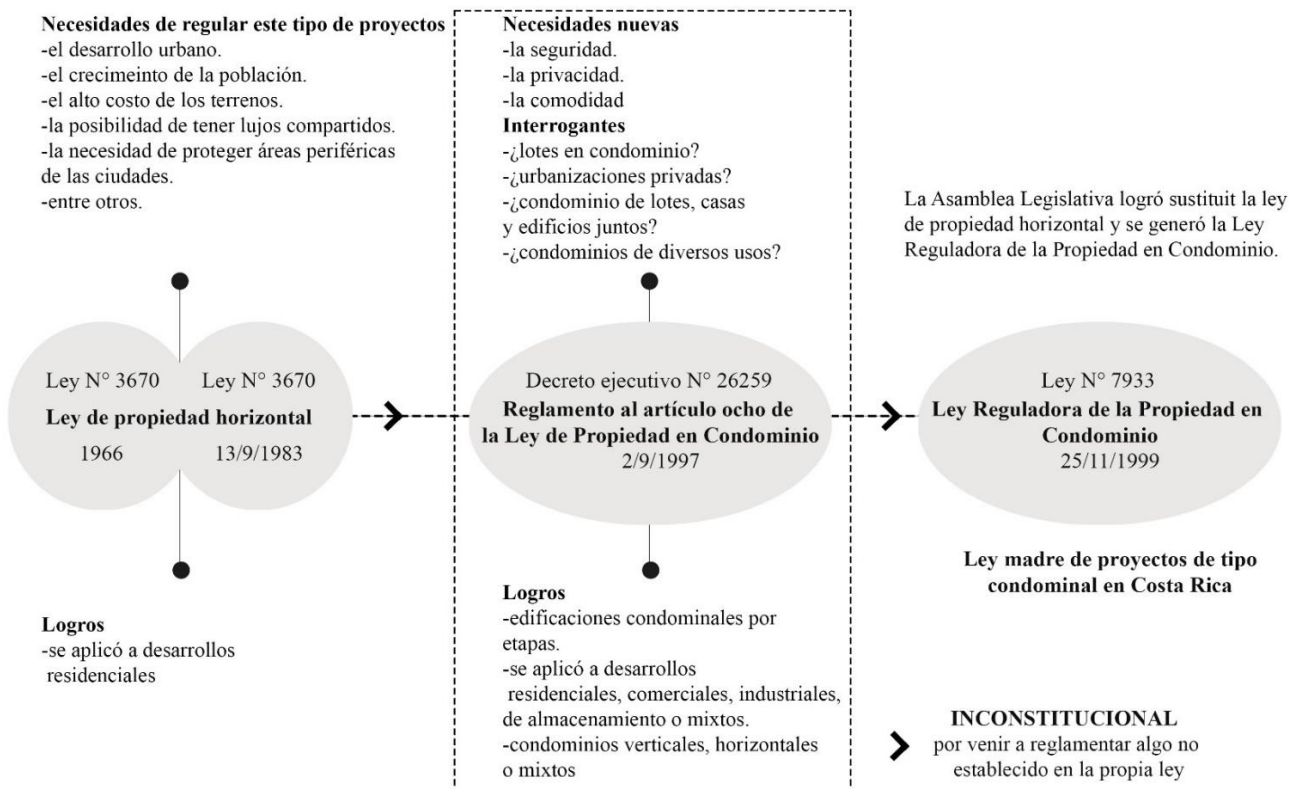 Necesidades de regular este tipo de proyectos
-el desarrollo urbano.
-el crecimeinto de la población.
-el alto costo de los terrenos.
-la posibilidad de tener lujos compartidos.
-la necesidad de proteger áreas periféricas
de las ciudades.
-entre otros.
Ley N° 3670
Ley N° 3670
Ley de propiedad horizontal
1966
13/9/1983
Logros
-se aplicó a desarrollos
residenciales
Necesidades nuevas
-la seguridad.
-la privacidad.
-la comodidad
Interrogantes
-¿lotes en condominio?
-¿urbanizaciones privadas?
-¿condominio de lotes, casas
y edificios juntos?
-¿condominios de diversos usos?
Decreto ejecutivo N° 26259
Reglamento al artículo ocho de
la Ley de Propiedad en Condominio
2/9/1997
Logros
-edificaciones condominales por
etapas.
-se aplicó a desarrollos
residenciales, comerciales, industriales,
de almacenamiento o mixtos.
-condominios verticales, horizontales
o mixtos
La Asamblea Legislativa logró sustituit la ley
de propiedad horizontal y se generó la Ley
Reguladora de la Propiedad en Condominio.
Ley N° 7933
Ley Reguladora de la Propiedad en
Condominio
25/11/1999
Ley madre de proyectos de tipo
condominal en Costa Rica
INCONSTITUCIONAL
por venir a reglamentar algo no
establecido en la propia ley